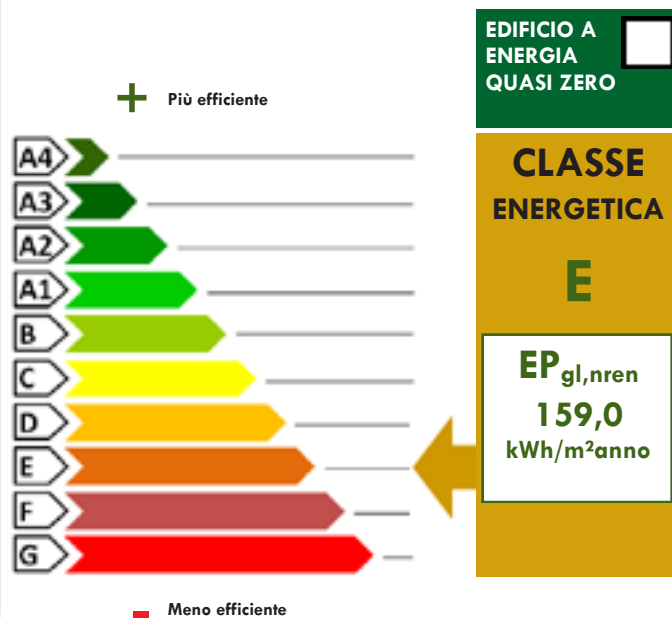 EDIFICIO A
ENERGIA
QUASI ZERO
+ Più efficiente
A4
A3
A2
A1
B
C
D
E
F
G
CLASSE
ENERGETICA
E
EPgl,nren
159,0
kWh/m²anno
- Meno efficiente